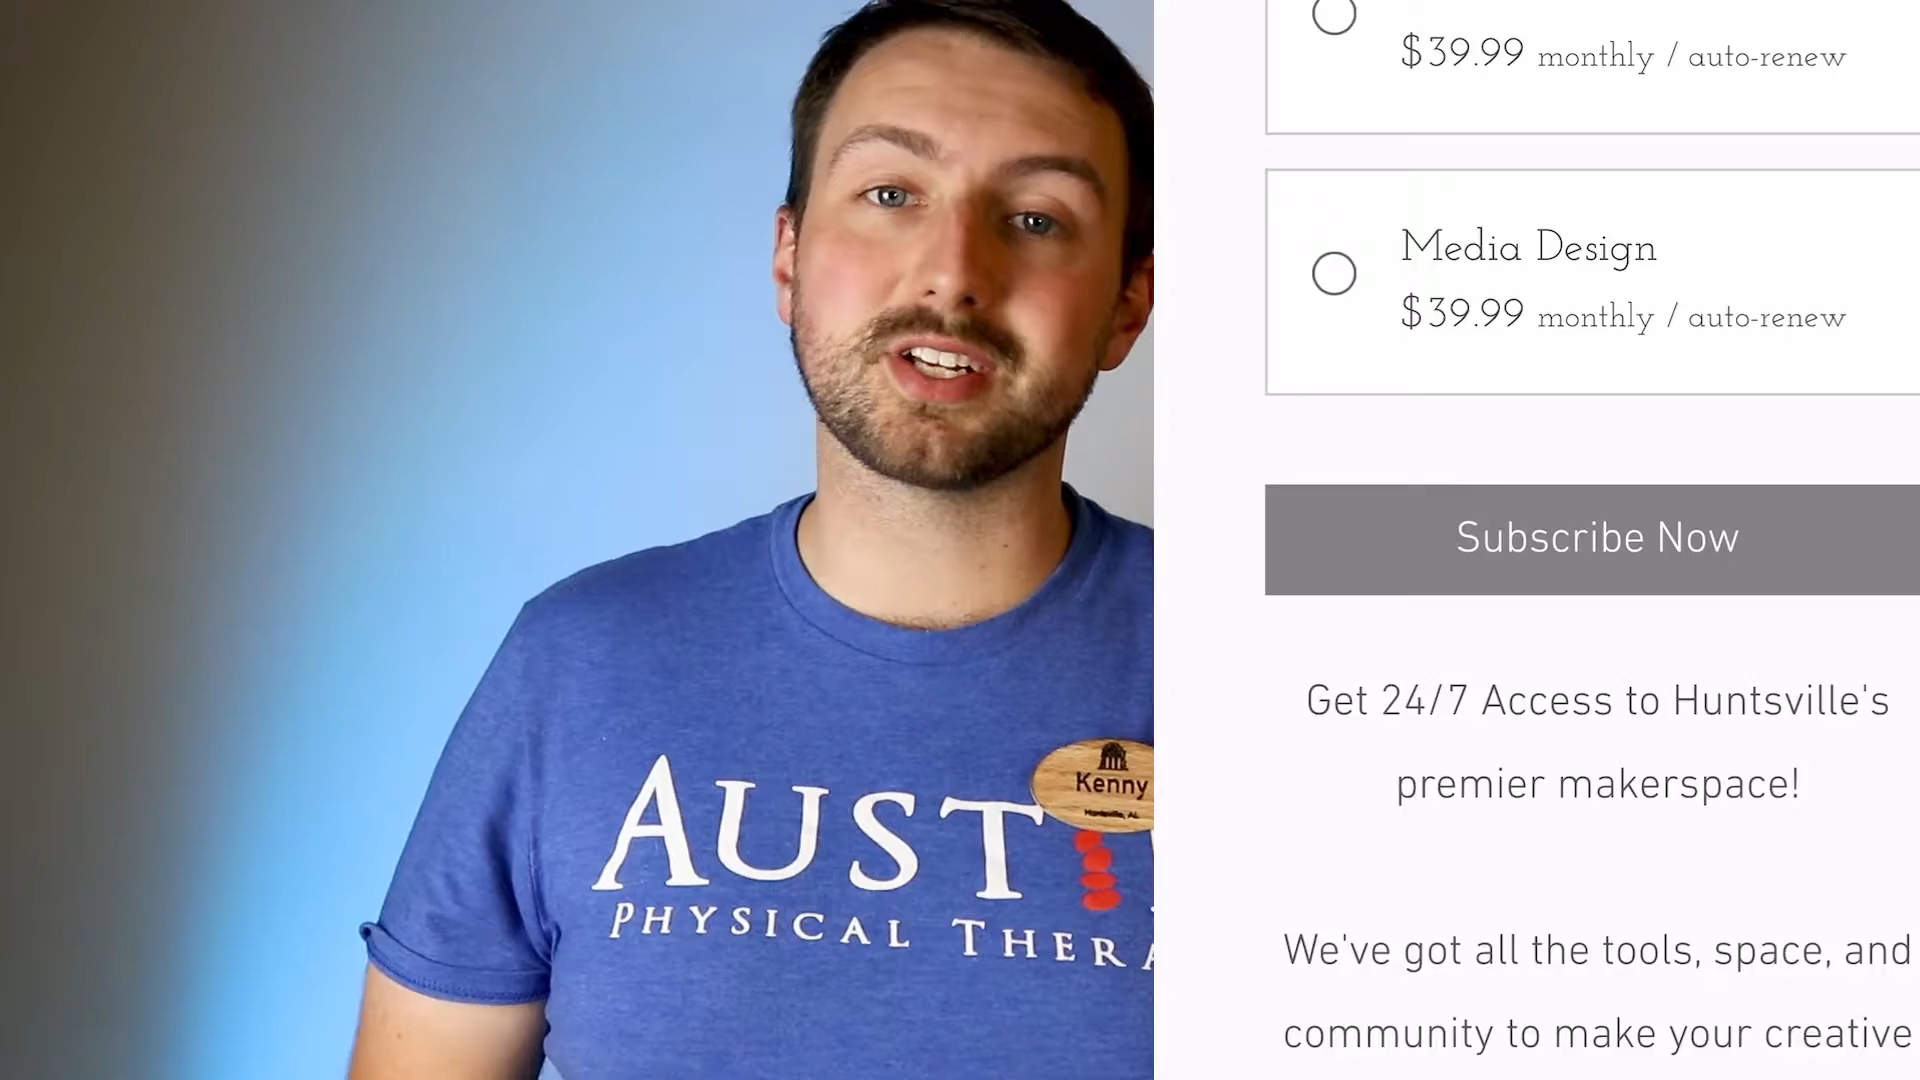 $39.99 monthly / auto-renew
Media Design
$39.99 monthly / auto-renew
Subscribe Now
Get 24/7 Access to Huntsville's
premier makerspace!
We've got all the tools, space, and
community to make your creative
Kenny
Huntsville, AL
AUST
PHYSICAL THERA